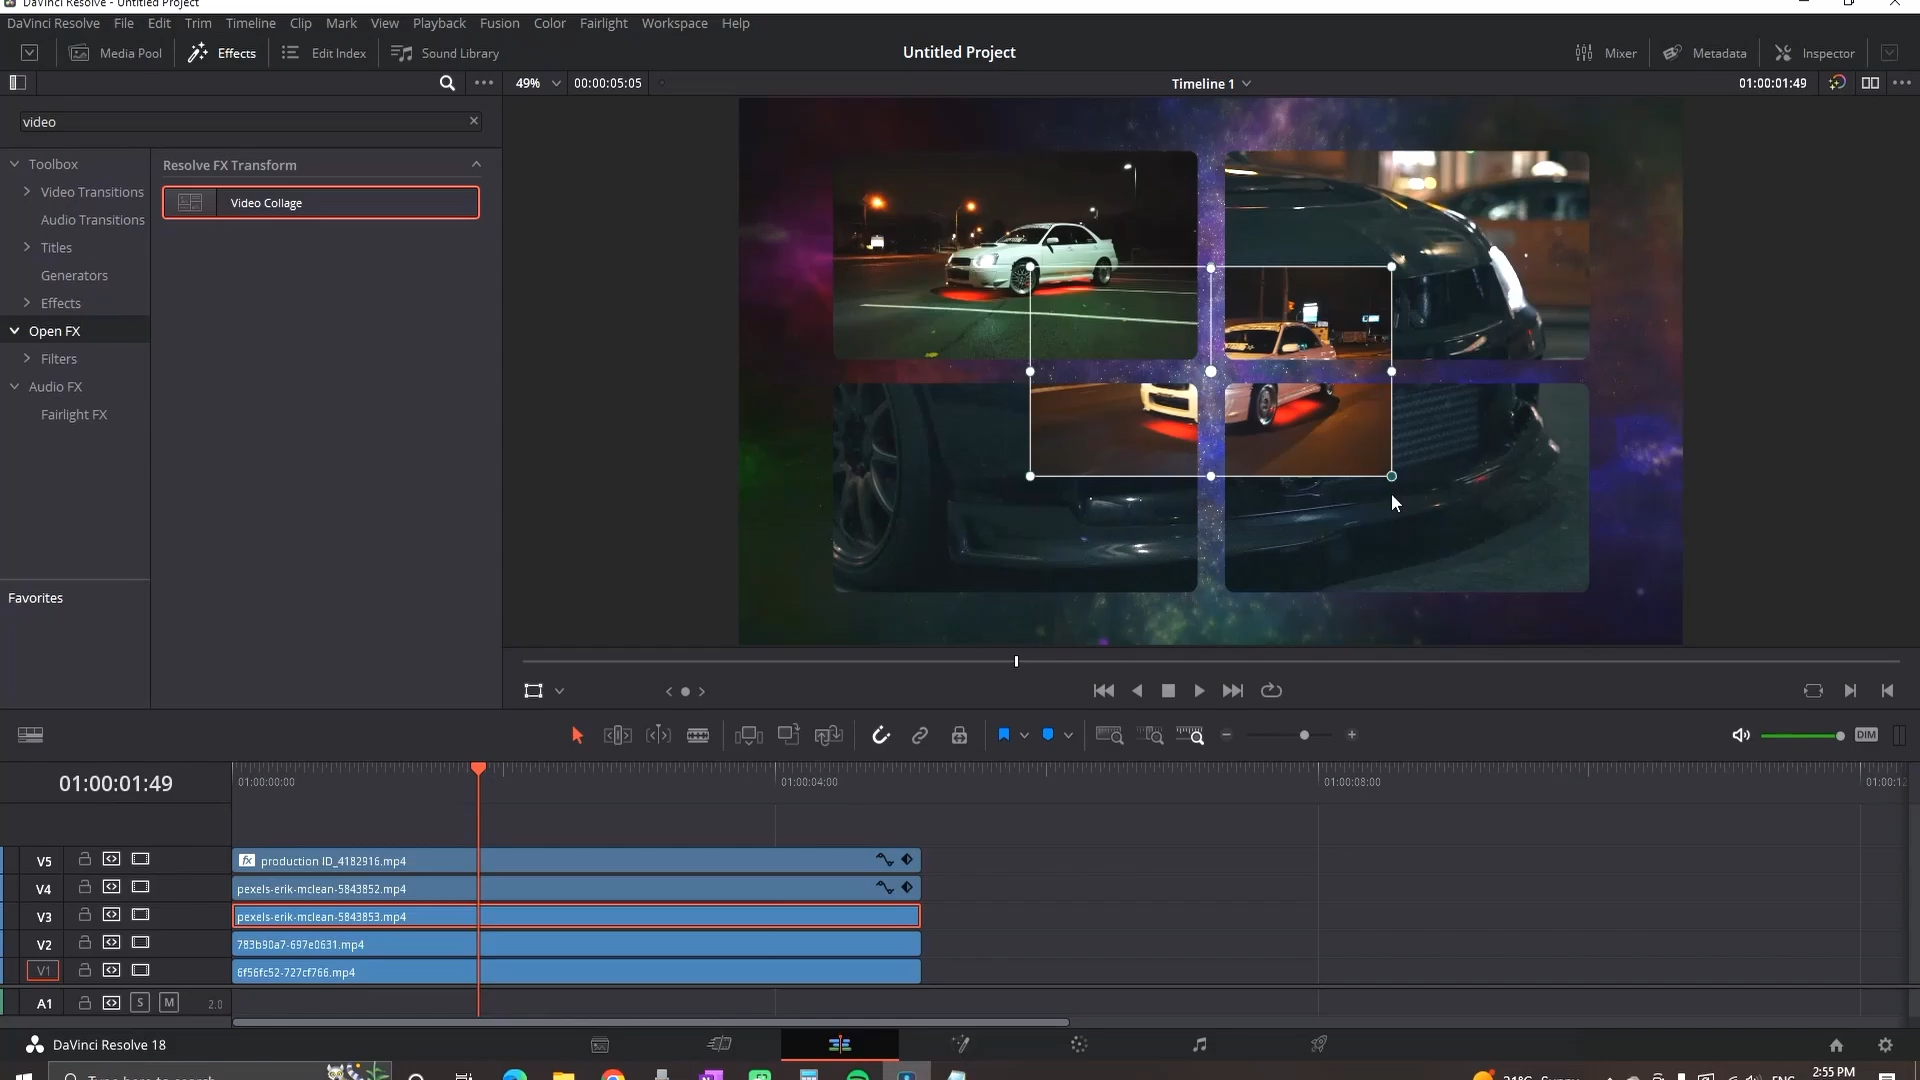 DaVinci Resolve - Untitled Project
DaVinci Resolve File Edit Trim Timeline Clip Mark View Playback Fusion Color Fairlight Workspace Help
Media Pool Effects Edit Index Sound Library Untitled Project Mixer Metadata Inspector
49% 00:00:05:05 Timeline 1 01:00:01:49
video
Toolbox
Video Transitions
Audio Transitions
Titles
Generators
Effects
Open FX
Filters
Audio FX
Fairlight FX
Favorites
Resolve FX Transform
Video Collage
DIM
01:00:01:49 01:00:00:00 01:00:04:00 01:00:08:00
V5 fx production ID_4182916.mp4
V4 pexels-erik-mclean-5843852.mp4
V3 pexels-erik-mclean-5843853.mp4
V2 783b90a7-697e0631.mp4
V1 6f56fc52-727cf766.mp4
A1 S M 2.0
DaVinci Resolve 18
2:55 PM